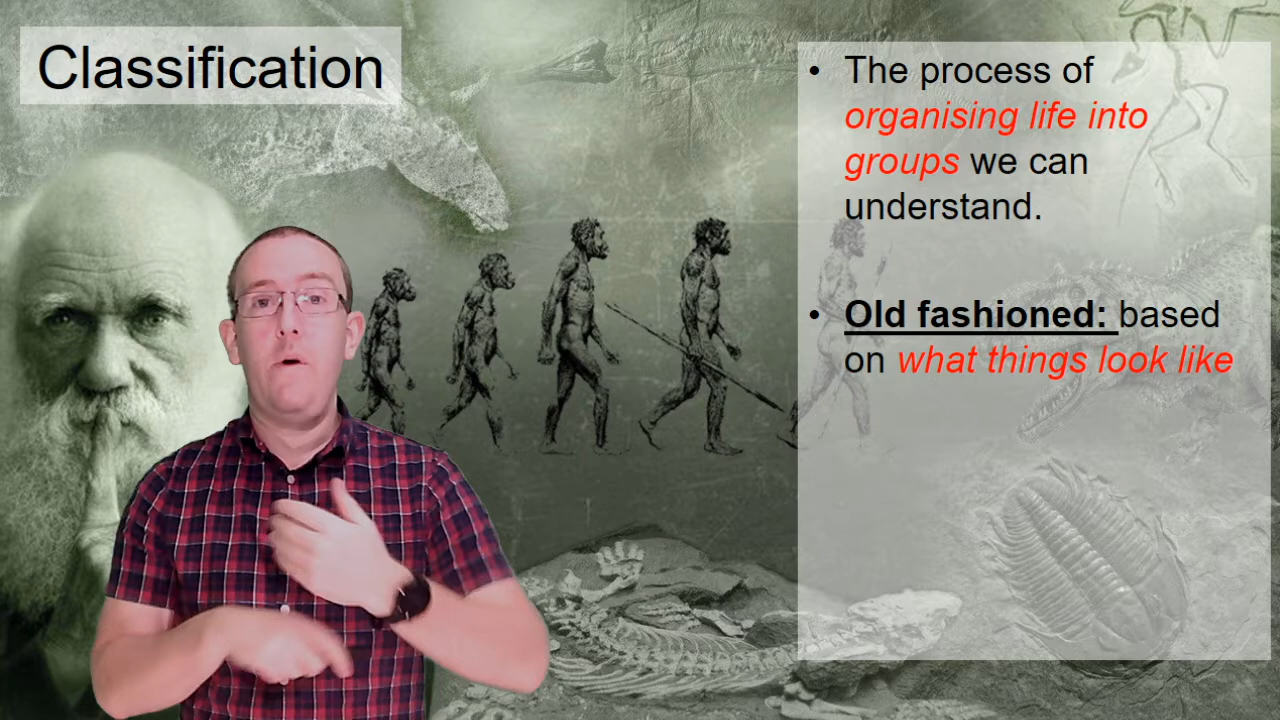 Classification
• The process of
organising life into
groups we can
understand.
• Old fashioned: based
on what things look like